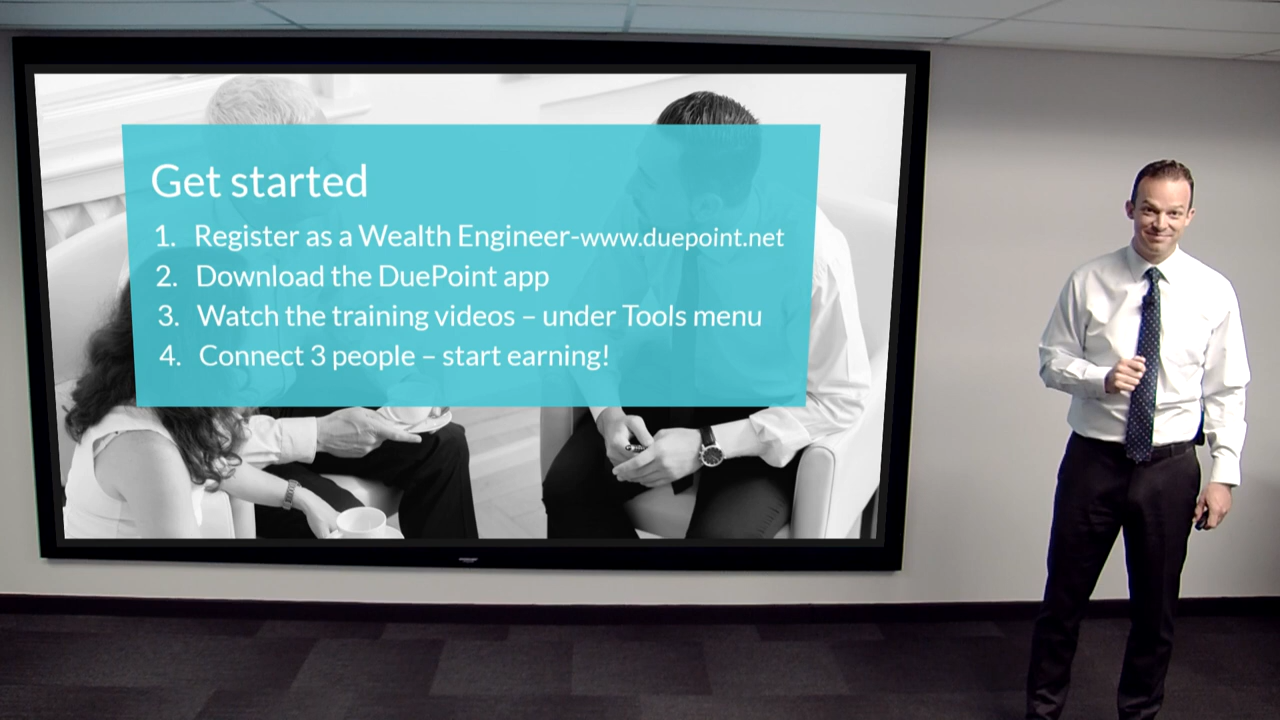 Get started
1. Register as a Wealth Engineer-www.duepoint.net
2. Download the DuePoint app
3. Watch the training videos – under Tools menu
4. Connect 3 people – start earning!